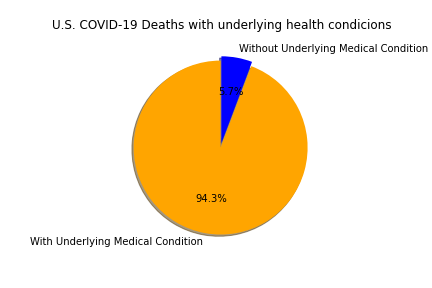 U.S. COVID-19 Deaths with underlying health condicions
Without Underlying Medical Condition
5.7%
94.3%
With Underlying Medical Condition